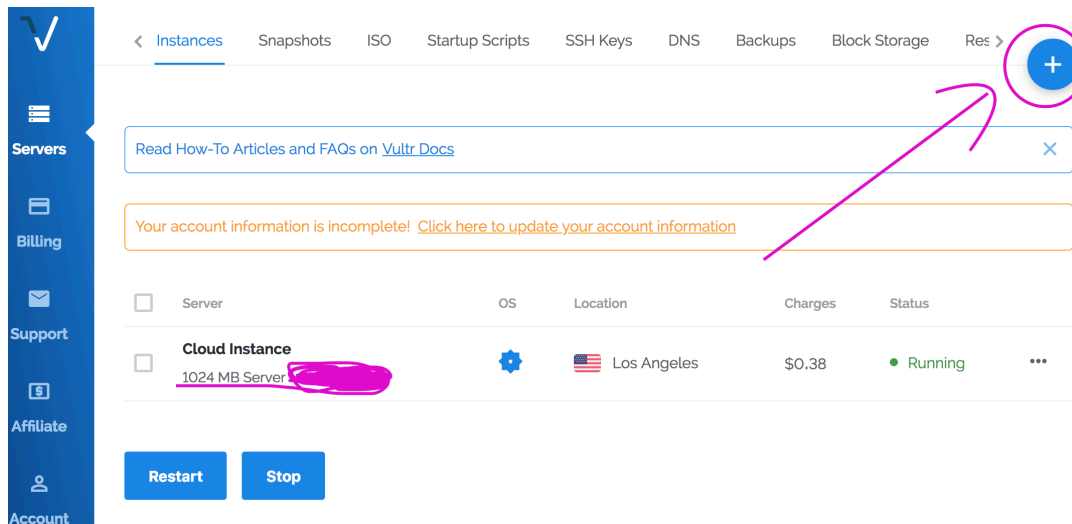 Instances Snapshots ISO Startup Scripts SSH Keys DNS Backups Block Storage Res
Servers
Read How-To Articles and FAQs on Vultr Docs
Billing
Your account information is incomplete! Click here to update your account information
Support
Server OS Location Charges Status
Cloud Instance
1024 MB Server
Los Angeles $0.38 Running
Affiliate
Restart Stop
Account